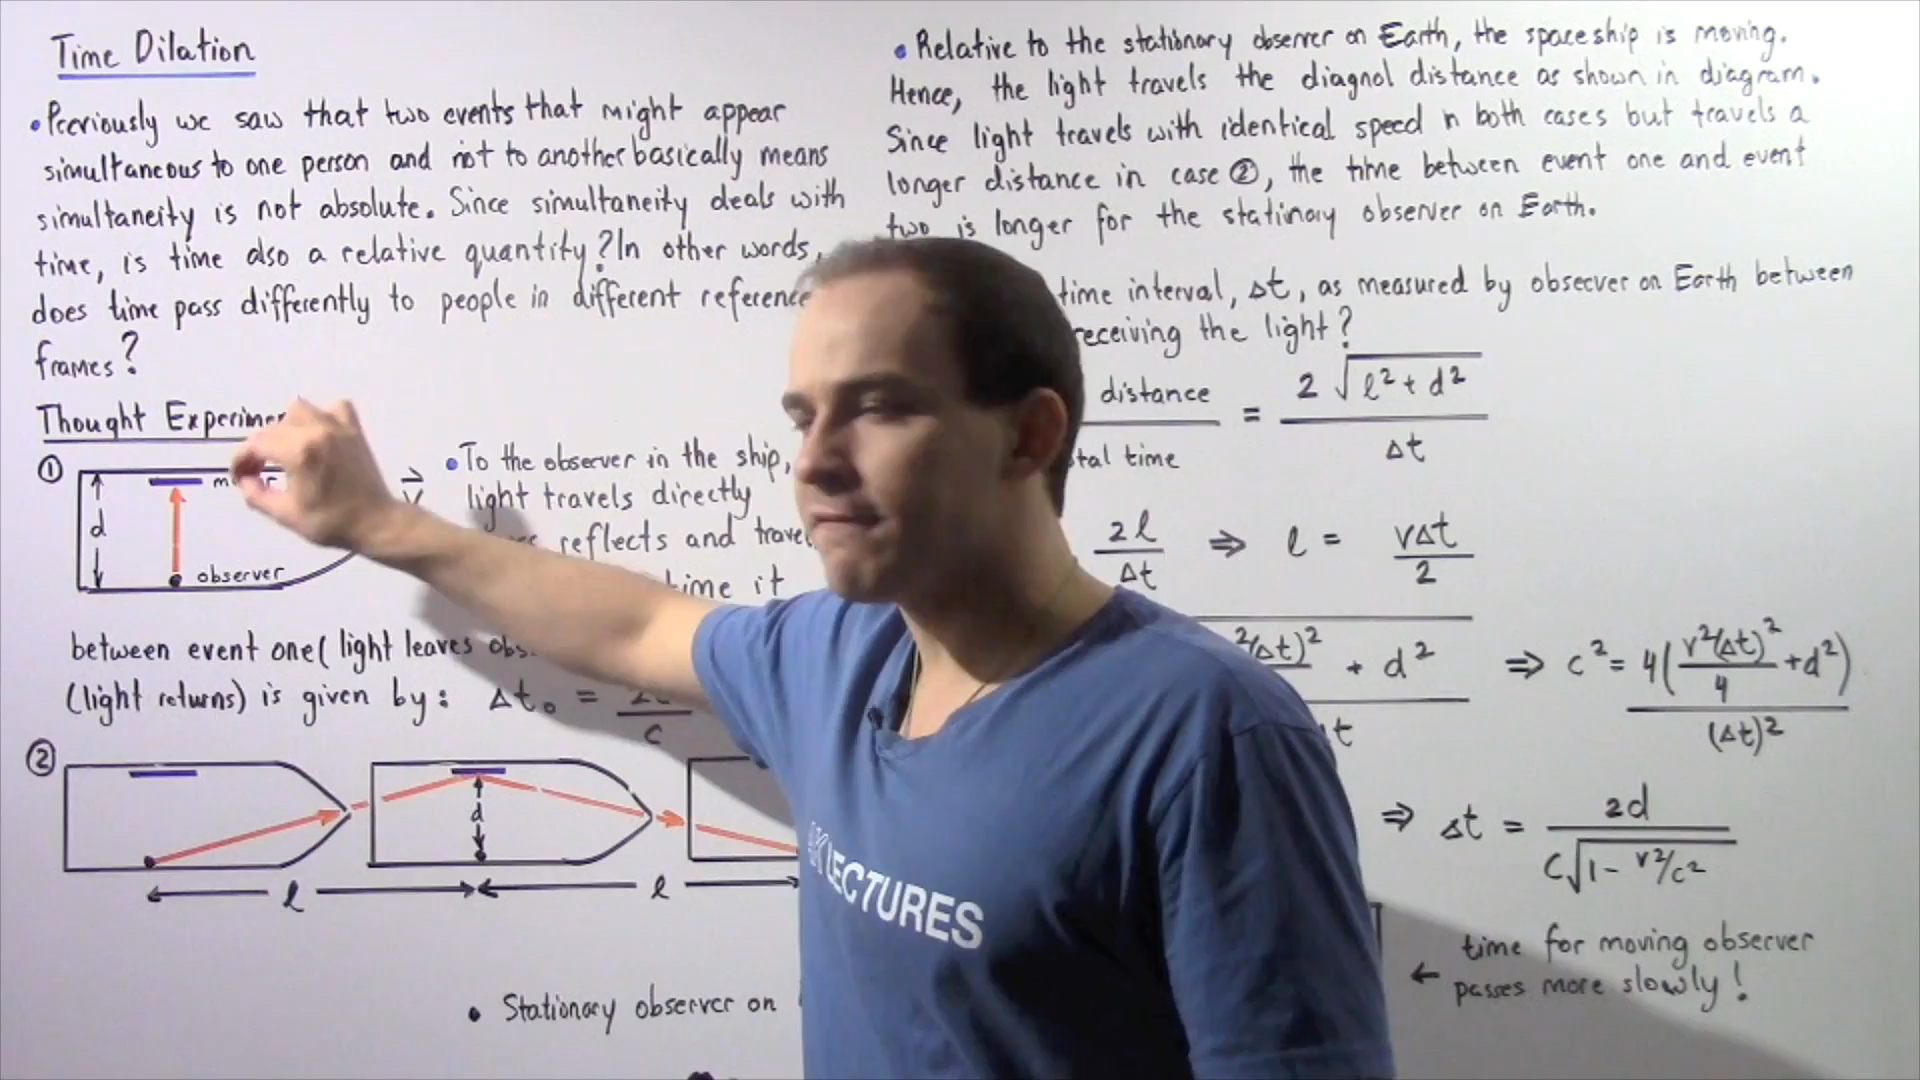 Time Dilation
• Previously we saw that two events that might appear
simultaneous to one person and not to another basically means
simultaneity is not absolute. Since simultaneity deals with
time, is time also a relative quantity? In other words,
does time pass differently to people in different reference
frames?
Thought
① mirror
d
observer
• To the observer in the ship,
light travels directly
reflects and
time it
between event one (light leaves
(light returns) is given by: Δt₀ =
c
②
d
l l
• Stationary observer on
• Relative to the stationary observer on Earth, the spaceship is moving.
Hence, the light travels the diagnol distance as shown in diagram.
Since light travels with identical speed in both cases but travels a
longer distance in case ②, the time between event one and event
two is longer for the stationary observer on Earth.
time interval, Δt, as measured by observer on Earth between
receiving the light?
distance = 2√(l² + d²)
time Δt
2l/Δt ⇒ l = vΔt/2
(Δt)² + d² ⇒ c² = 4(v²(Δt)²/4 + d²)/(Δt)²
⇒ Δt = 2d/(c√(1 - v²/c²))
← time for moving observer
passes more slowly!
LECTURES